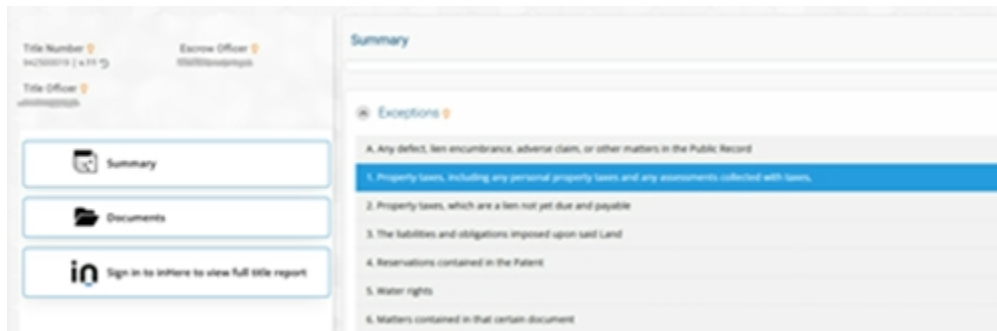 Title Number
Escrow Officer
Title Officer
Summary
Documents
in Sign in to inHere to view full title report
Summary
Exceptions
A. Any defect, lien encumbrance, adverse claim, or other matters in the Public Record
1. Property taxes, including any personal property taxes and any assessments collected with taxes,
2. Property taxes, which are a lien not yet due and payable
3. The liabilities and obligations imposed upon said Land
4. Reservations contained in the Patent
5. Water rights
6. Matters contained in that certain document